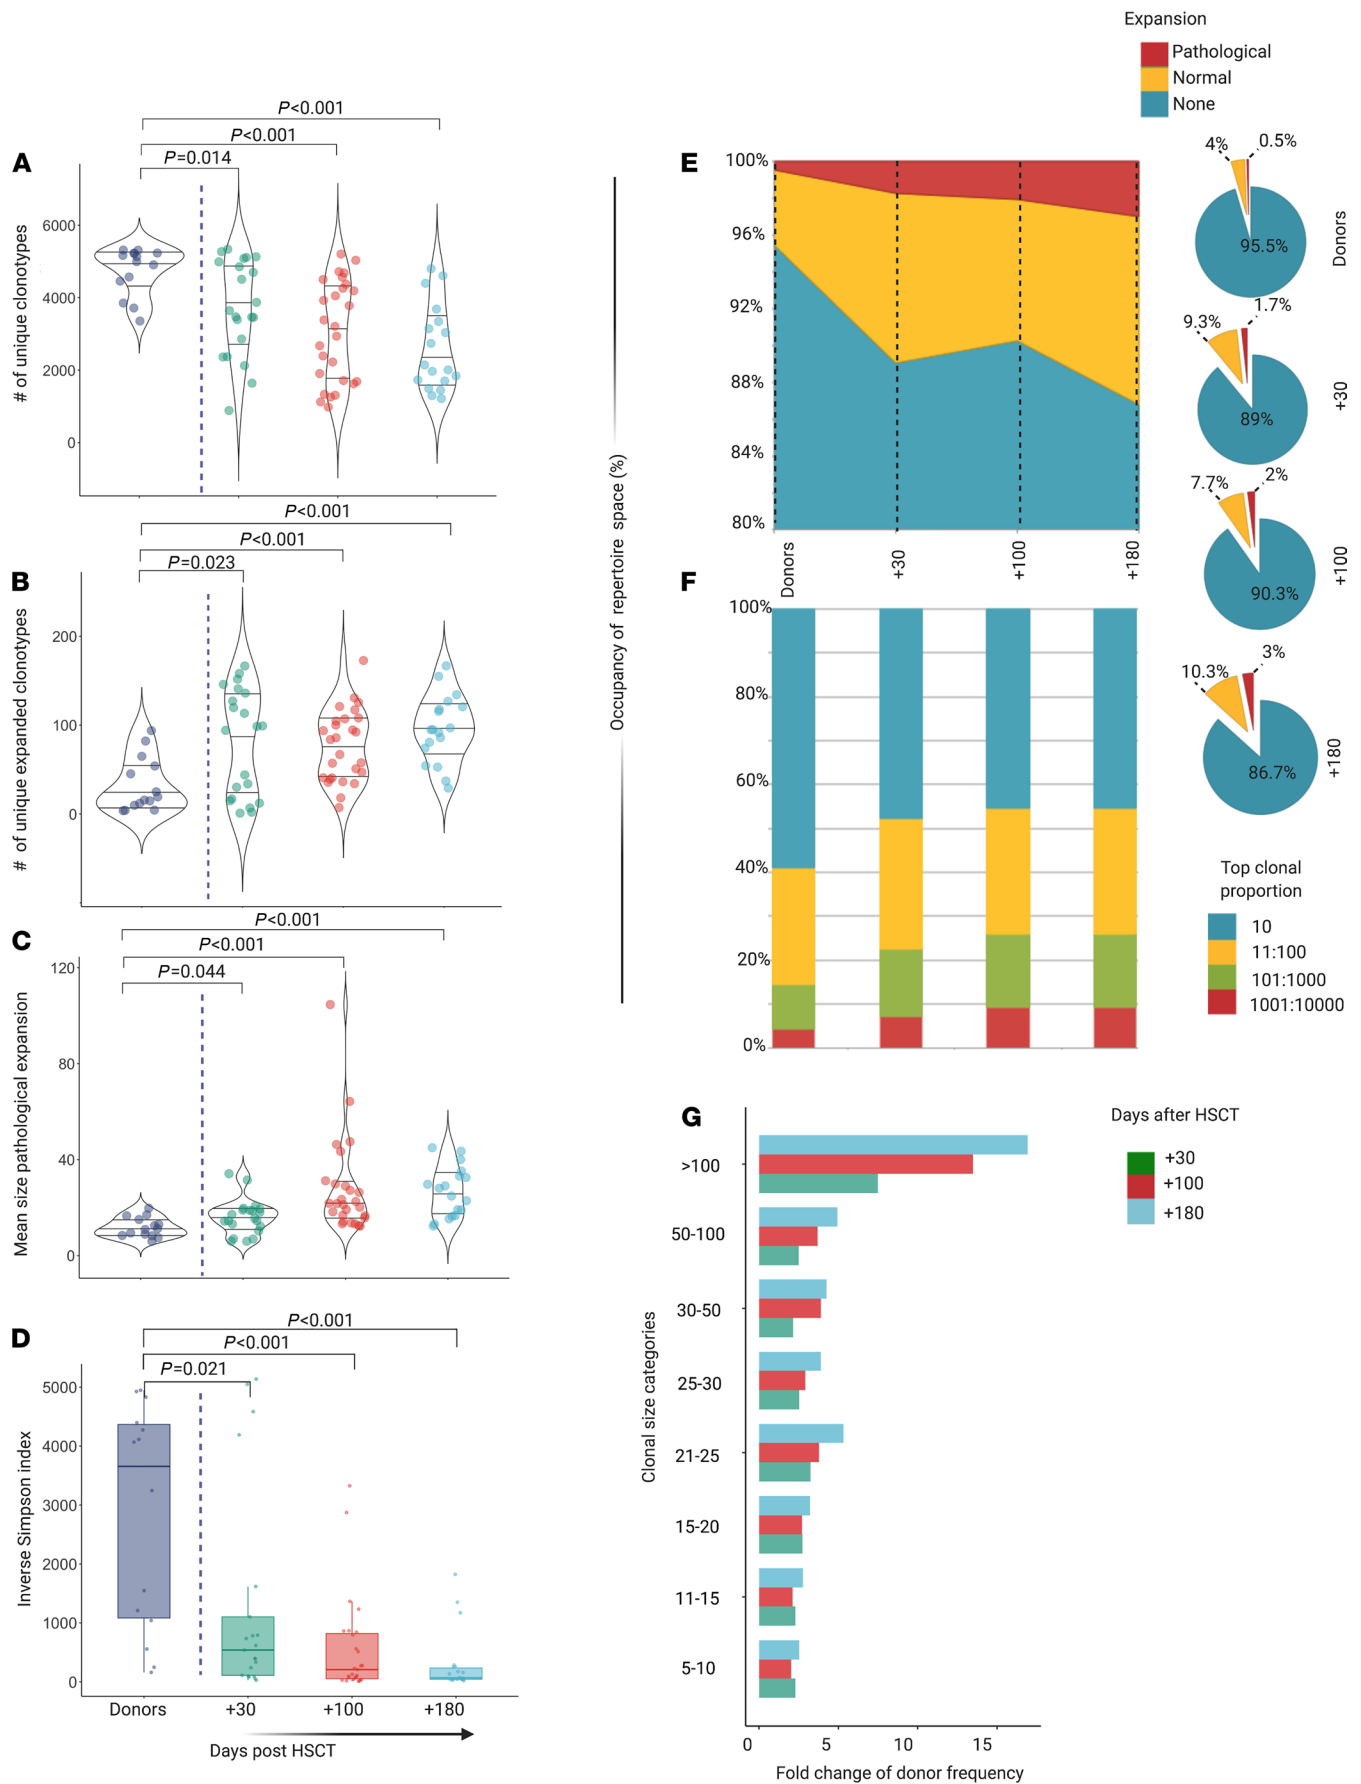 Expansion
Pathological
Normal
None
A
P<0.001
P<0.001
P=0.014
# of unique clonotypes
6000
4000
2000
0
B
P<0.001
P<0.001
P=0.023
# of unique expanded clonotypes
200
100
0
C
P<0.001
P<0.001
P=0.044
Mean size pathological expansion
120
80
40
0
D
P<0.001
P<0.001
P=0.021
Inverse Simpson index
5000
4000
3000
2000
1000
0
Donors
+30
+100
+180
Days post HSCT
Occupancy of repertoire space (%)
E
100%
96%
92%
88%
84%
80%
Donors
+30
+100
+180
4%
0.5%
95.5%
Donors
9.3%
1.7%
89%
+30
7.7%
2%
90.3%
+100
10.3%
3%
86.7%
+180
F
100%
80%
60%
40%
20%
0%
Top clonal
proportion
10
11:100
101:1000
1001:10000
G
Days after HSCT
+30
+100
+180
Clonal size categories
>100
50-100
30-50
25-30
21-25
15-20
11-15
5-10
0
5
10
15
Fold change of donor frequency